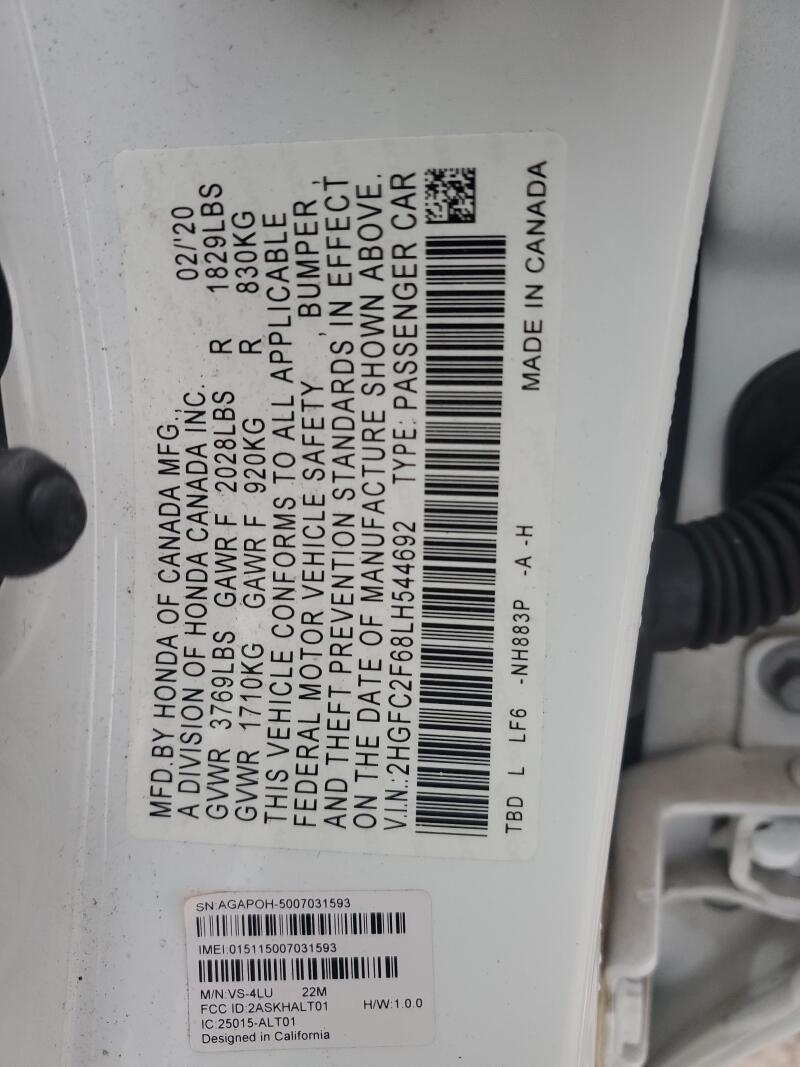 MFD.BY HONDA OF CANADA MFG., 02/'20
A DIVISION OF HONDA CANADA INC.
GVWR 3769LBS GAWR F 2028LBS R 1829LBS
GVWR 1710KG GAWR F 920KG R 830KG
THIS VEHICLE CONFORMS TO ALL APPLICABLE
FEDERAL MOTOR VEHICLE SAFETY , BUMPER ,
AND THEFT PREVENTION STANDARDS IN EFFECT
ON THE DATE OF MANUFACTURE SHOWN ABOVE.
V.I.N.:2HGFC2F68LH544692 TYPE: PASSENGER CAR
TBD L LF6 -NH883P -A -H MADE IN CANADA
SN:AGAPOH-5007031593
IMEI:015115007031593
M/N:VS-4LU 22M
FCC ID:2ASKHALT01 H/W:1.0.0
IC:25015-ALT01
Designed in California